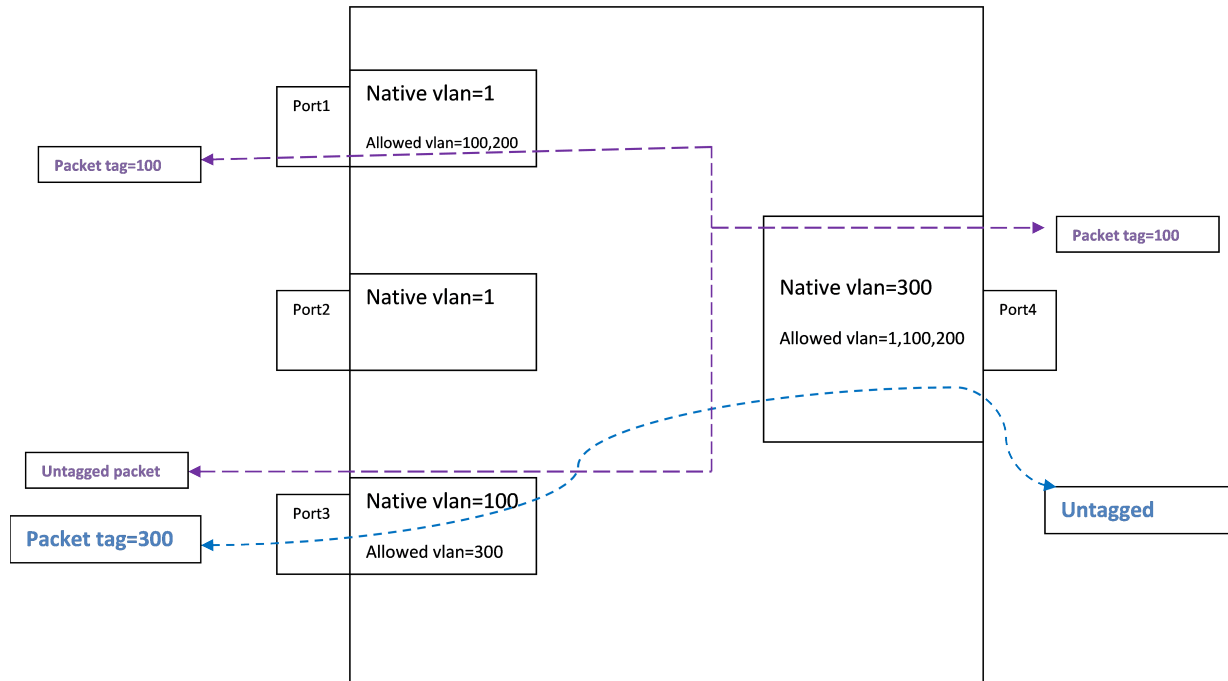 Port1
Native vlan=1
Allowed vlan=100,200
Packet tag=100
Packet tag=100
Port2
Native vlan=1
Native vlan=300
Allowed vlan=1,100,200
Port4
Untagged packet
Port3
Native vlan=100
Allowed vlan=300
Packet tag=300
Untagged